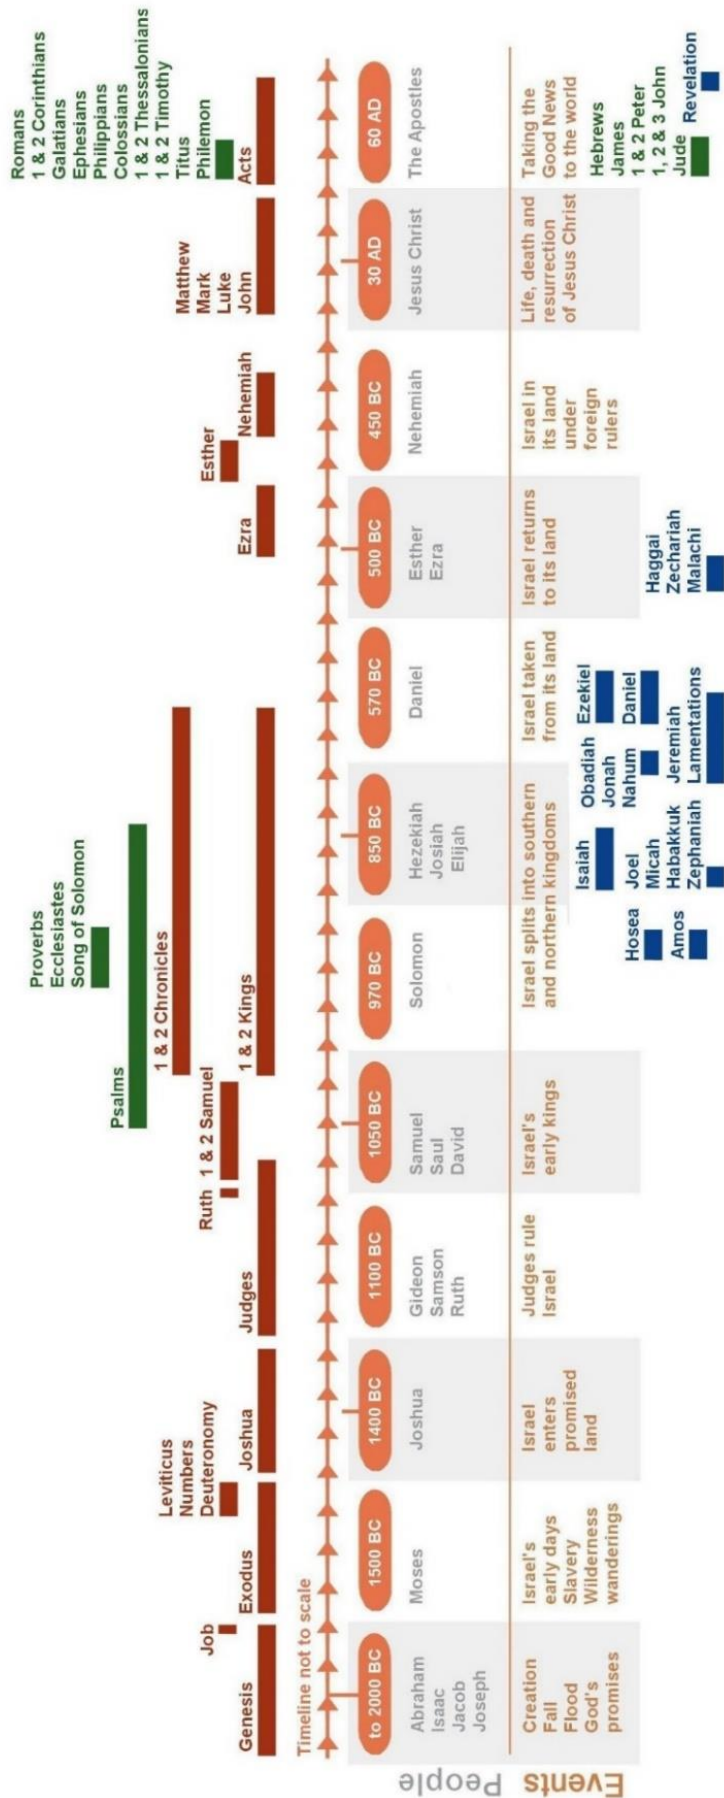 Proverbs
Ecclesiastes
Song of Solomon
Psalms
1 & 2 Chronicles
Romans
1 & 2 Corinthians
Galatians
Ephesians
Philippians
Colossians
1 & 2 Thessalonians
1 & 2 Timothy
Titus
Philemon
Leviticus
Numbers
Deuteronomy
Matthew
Mark
Luke
John
Job
Ruth
1 & 2 Samuel
Esther
Genesis
Exodus
Joshua
Judges
1 & 2 Kings
Ezra
Nehemiah
Acts
Timeline not to scale
to 2000 BC
1500 BC
1400 BC
1100 BC
1050 BC
970 BC
850 BC
570 BC
500 BC
450 BC
30 AD
60 AD
People
Abraham
Isaac
Jacob
Joseph
Moses
Joshua
Gideon
Samson
Ruth
Samuel
Saul
David
Solomon
Hezekiah
Josiah
Elijah
Daniel
Esther
Ezra
Nehemiah
Jesus Christ
The Apostles
Events
Creation
Fall
Flood
God's
promises
Israel's
early days
Slavery
Wilderness
wanderings
Israel
enters
promised
land
Judges rule
Israel
Israel's
early kings
Israel splits into southern
and northern kingdoms
Israel taken
from its land
Israel returns
to its land
Israel in
its land
under
foreign
rulers
Life, death and
resurrection
of Jesus Christ
Taking the
Good News
to the world
Hosea
Amos
Isaiah
Joel
Micah
Habakkuk
Zephaniah
Obadiah
Jonah
Nahum
Jeremiah
Lamentations
Ezekiel
Daniel
Haggai
Zechariah
Malachi
Hebrews
James
1 & 2 Peter
1, 2 & 3 John
Jude
Revelation